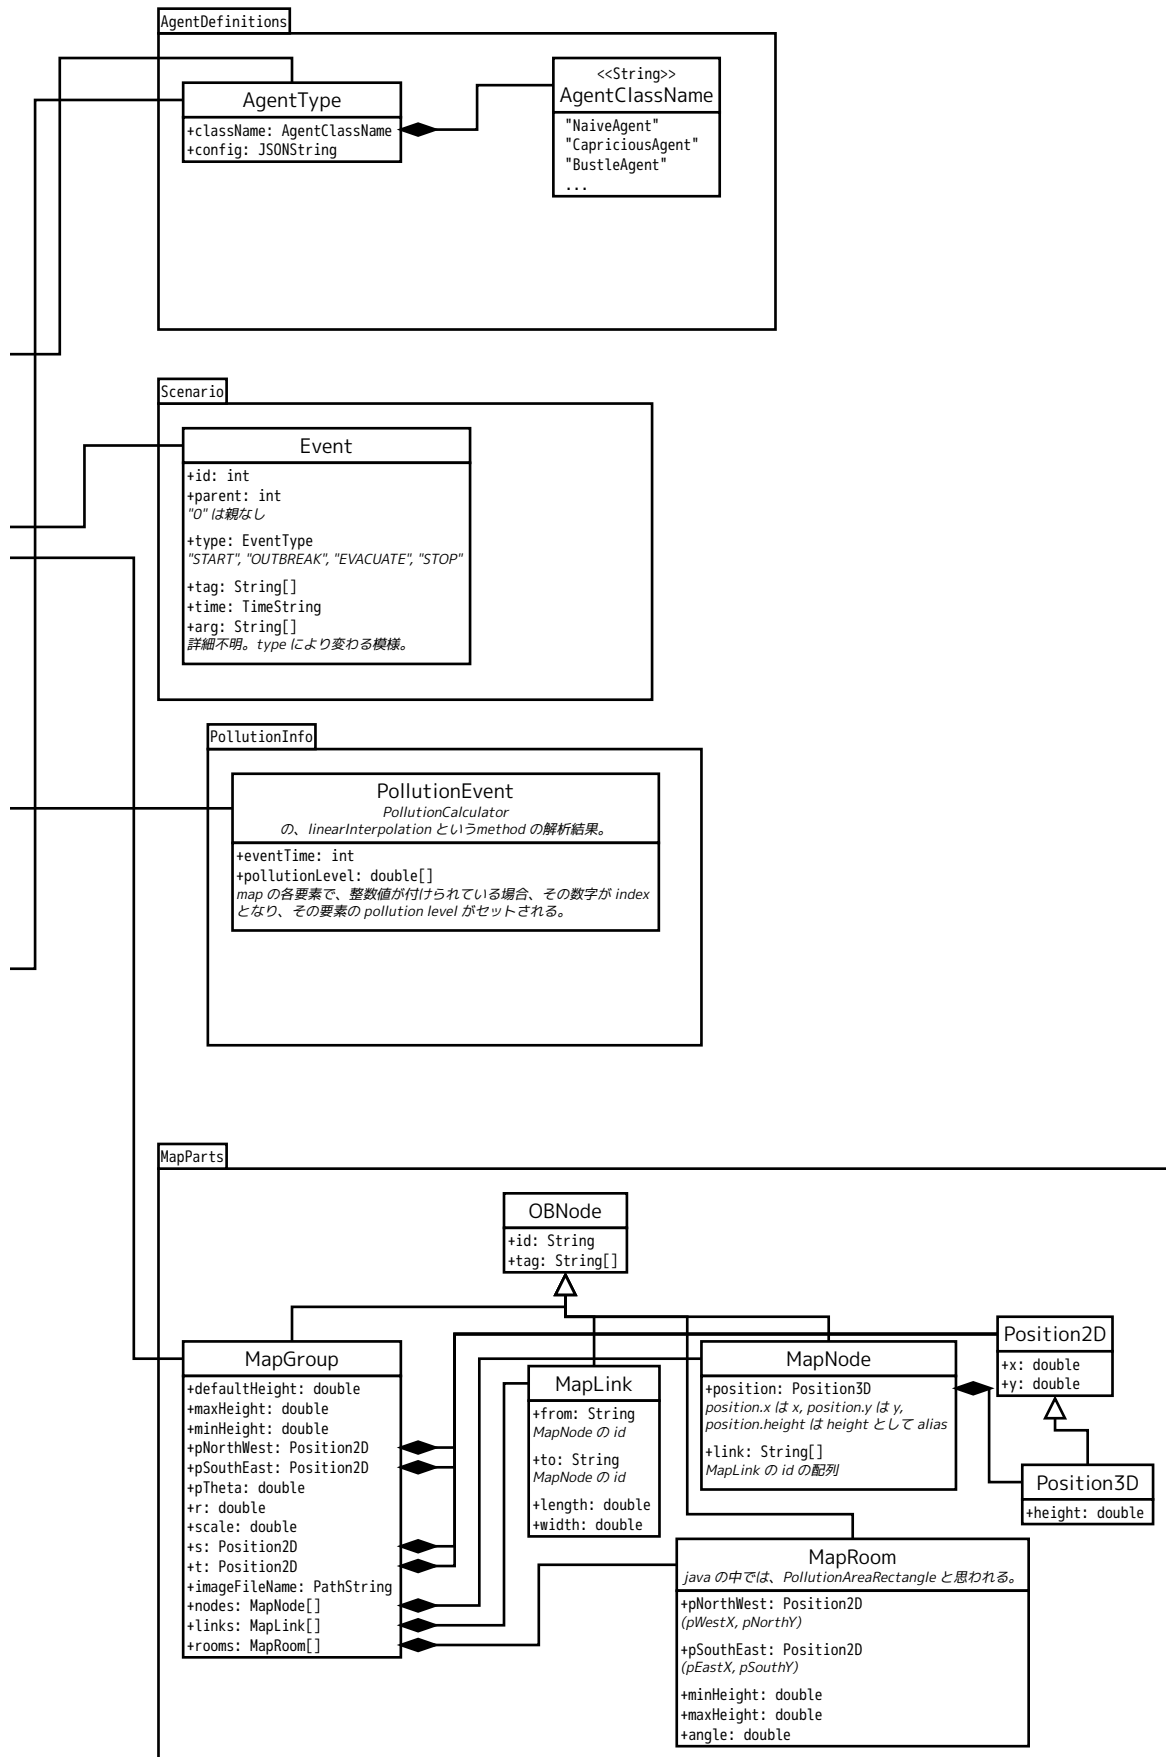 AgentDefinitions
AgentType
+className: AgentClassName
+config: JSONString
<<String>>
AgentClassName
"NaiveAgent"
"CapriciousAgent"
"BustleAgent"
...
Scenario
Event
+id: int
+parent: int
"0" は親なし
+type: EventType
"START", "OUTBREAK", "EVACUATE", "STOP"
+tag: String[]
+time: TimeString
+arg: String[]
詳細不明。type により変わる模様。
PollutionInfo
PollutionEvent
PollutionCalculator
の、linearInterpolation というmethod の解析結果。
+eventTime: int
+pollutionLevel: double[]
map の各要素で、整数値が付けられている場合、その数字が index
となり、その要素の pollution level がセットされる。
MapParts
OBNode
+id: String
+tag: String[]
MapGroup
+defaultHeight: double
+maxHeight: double
+minHeight: double
+pNorthWest: Position2D
+pSouthEast: Position2D
+pTheta: double
+r: double
+scale: double
+s: Position2D
+t: Position2D
+imageFileName: PathString
+nodes: MapNode[]
+links: MapLink[]
+rooms: MapRoom[]
MapLink
+from: String
MapNode の id
+to: String
MapNode の id
+length: double
+width: double
MapNode
+position: Position3D
position.x は x, position.y は y,
position.height は height として alias
+link: String[]
MapLink の id の配列
Position2D
+x: double
+y: double
Position3D
+height: double
MapRoom
java の中では、PollutionAreaRectangle と思われる。
+pNorthWest: Position2D
(pWestX, pNorthY)
+pSouthEast: Position2D
(pEastX, pSouthY)
+minHeight: double
+maxHeight: double
+angle: double